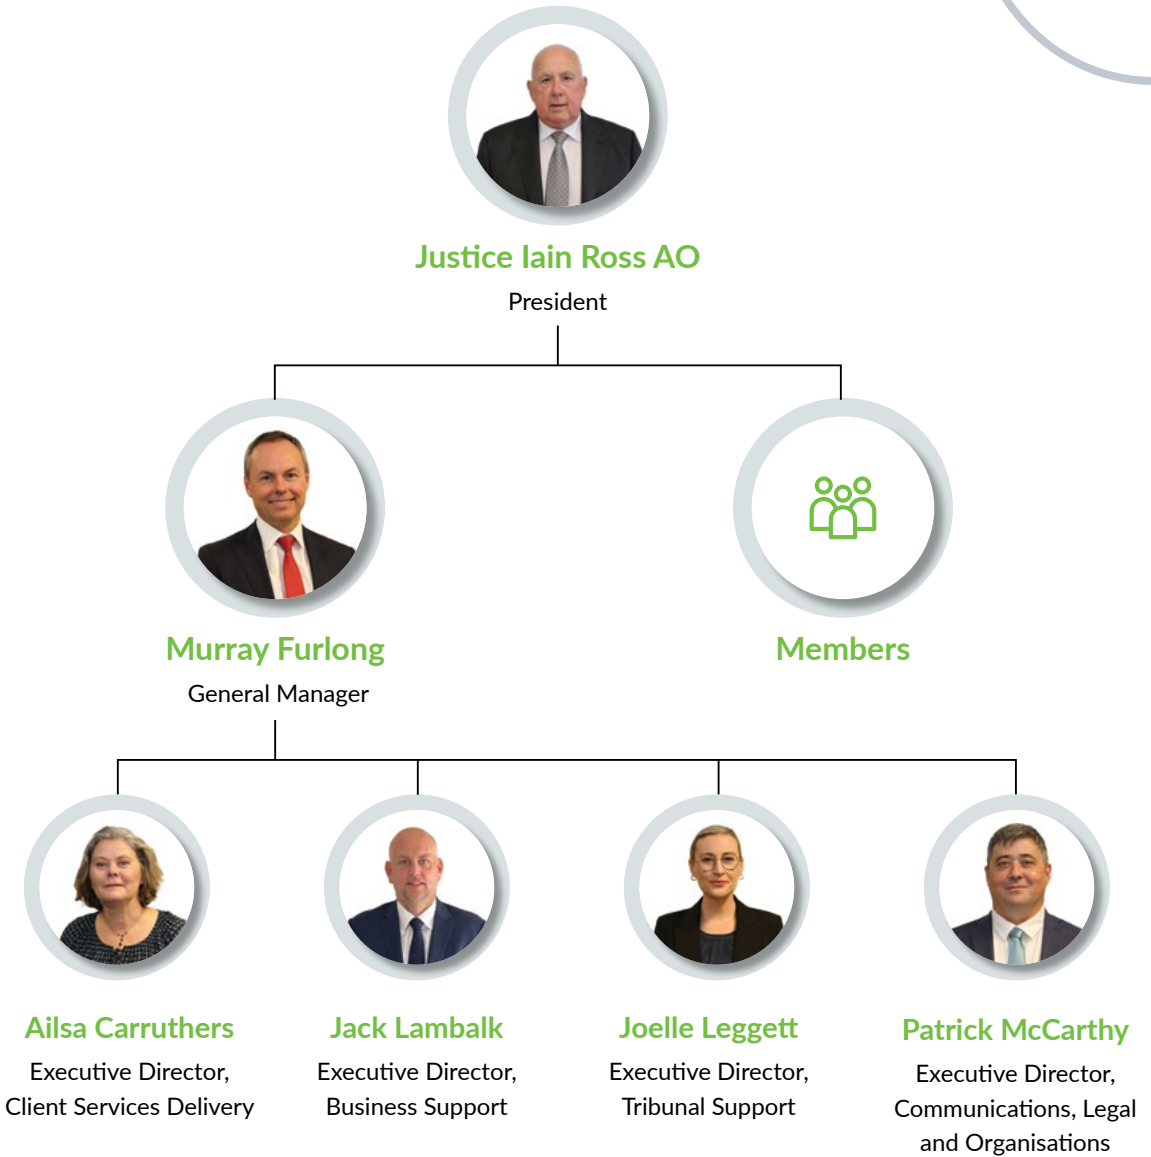 Justice Iain Ross AO
President
Murray Furlong
General Manager
Members
Ailsa Carruthers
Executive Director,
Client Services Delivery
Jack Lambalk
Executive Director,
Business Support
Joelle Leggett
Executive Director,
Tribunal Support
Patrick McCarthy
Executive Director,
Communications, Legal
and Organisations